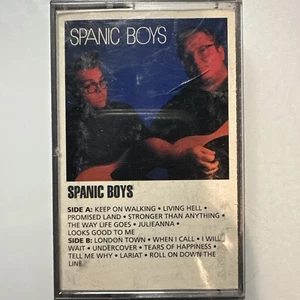 SPANIC BOYS
SPANIC BOYS
SIDE A: KEEP ON WALKING • LIVING HELL •
PROMISED LAND • STRONGER THAN ANYTHING •
THE WAY LIFE GOES • JULIEANNA •
LOOKS GOOD TO ME
SIDE B: LONDON TOWN • WHEN I CALL • I WILL
WAIT • UNDERCOVER • TEARS OF HAPPINESS •
TELL ME WHY • LARIAT • ROLL ON DOWN THE
LINE